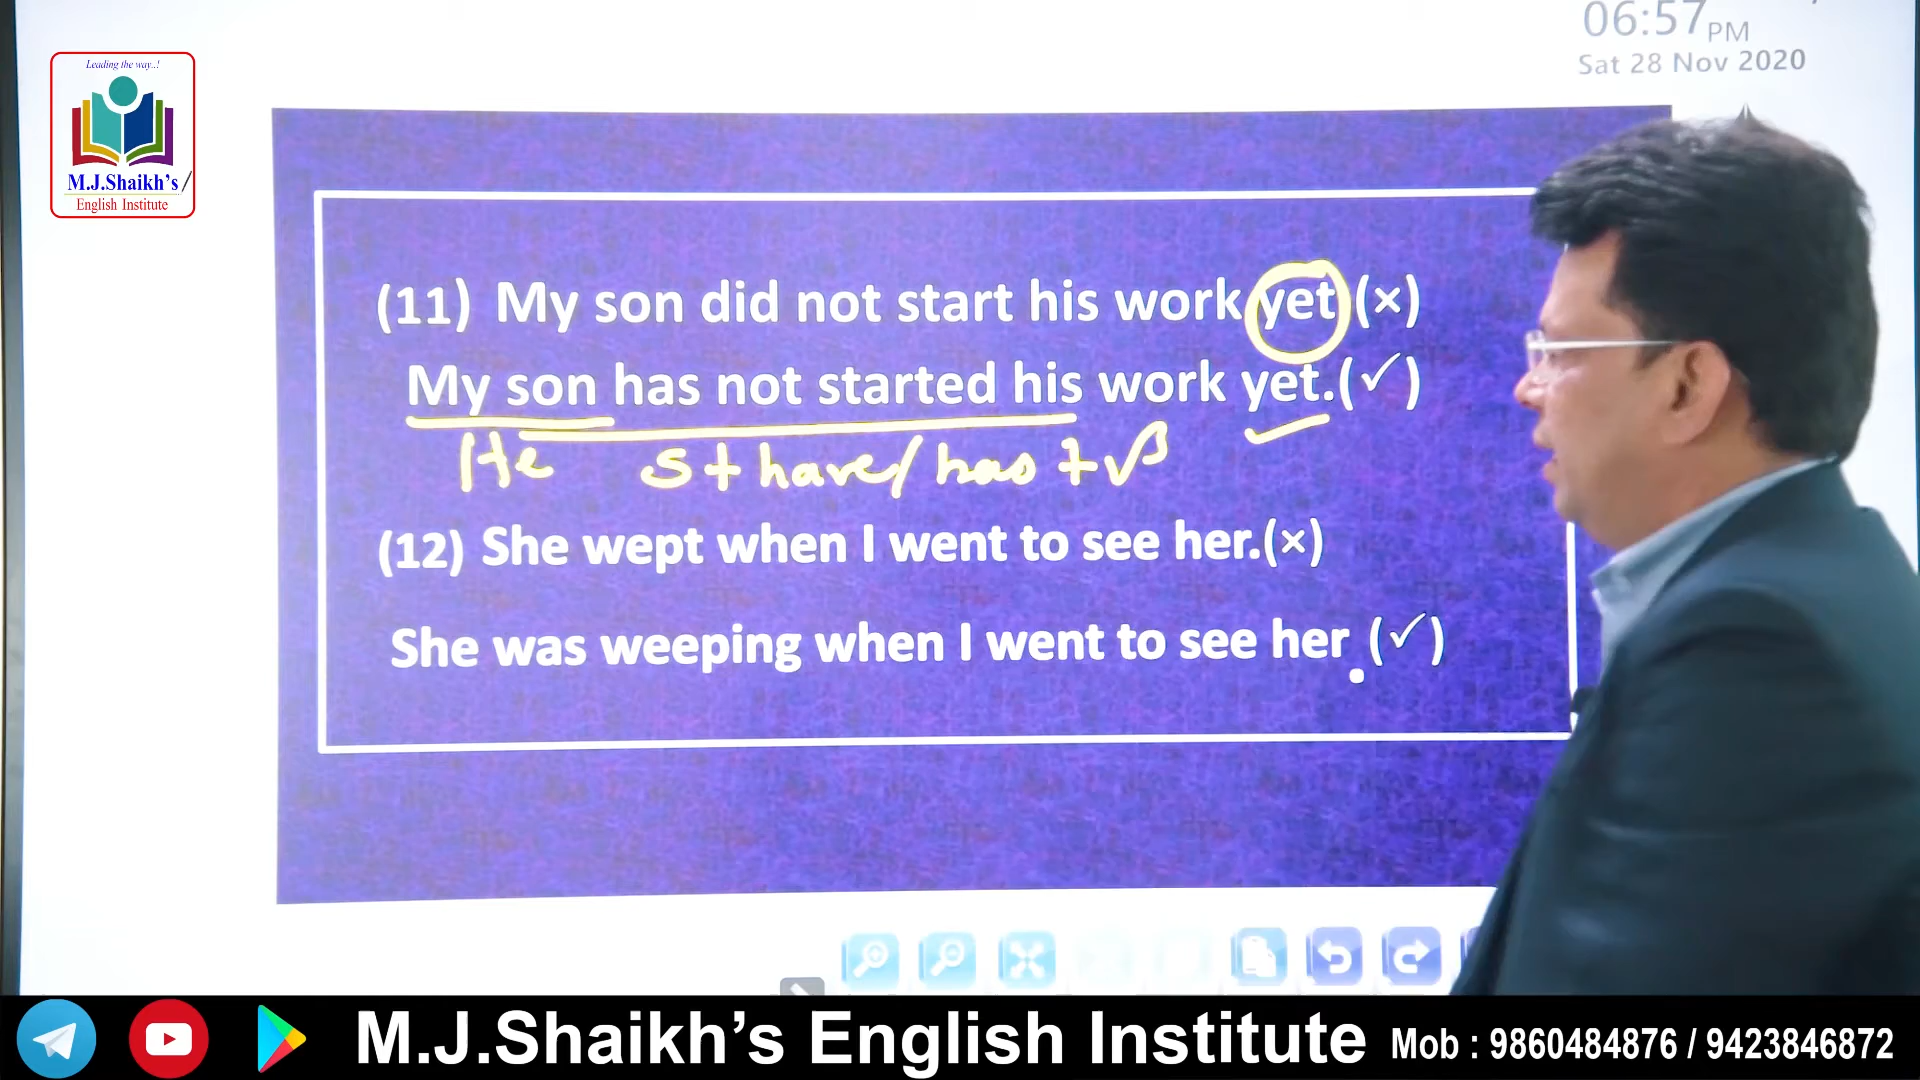 06:57 PM
Sat 28 Nov 2020
Leading the way..!
M.J.Shaikh's
English Institute
(11) My son did not start his work yet (×)
My son has not started his work yet.(✓)
He S + have/ has + V3
(12) She wept when I went to see her.(×)
She was weeping when I went to see her. (✓)
M.J.Shaikh's English Institute Mob : 9860484876 / 9423846872